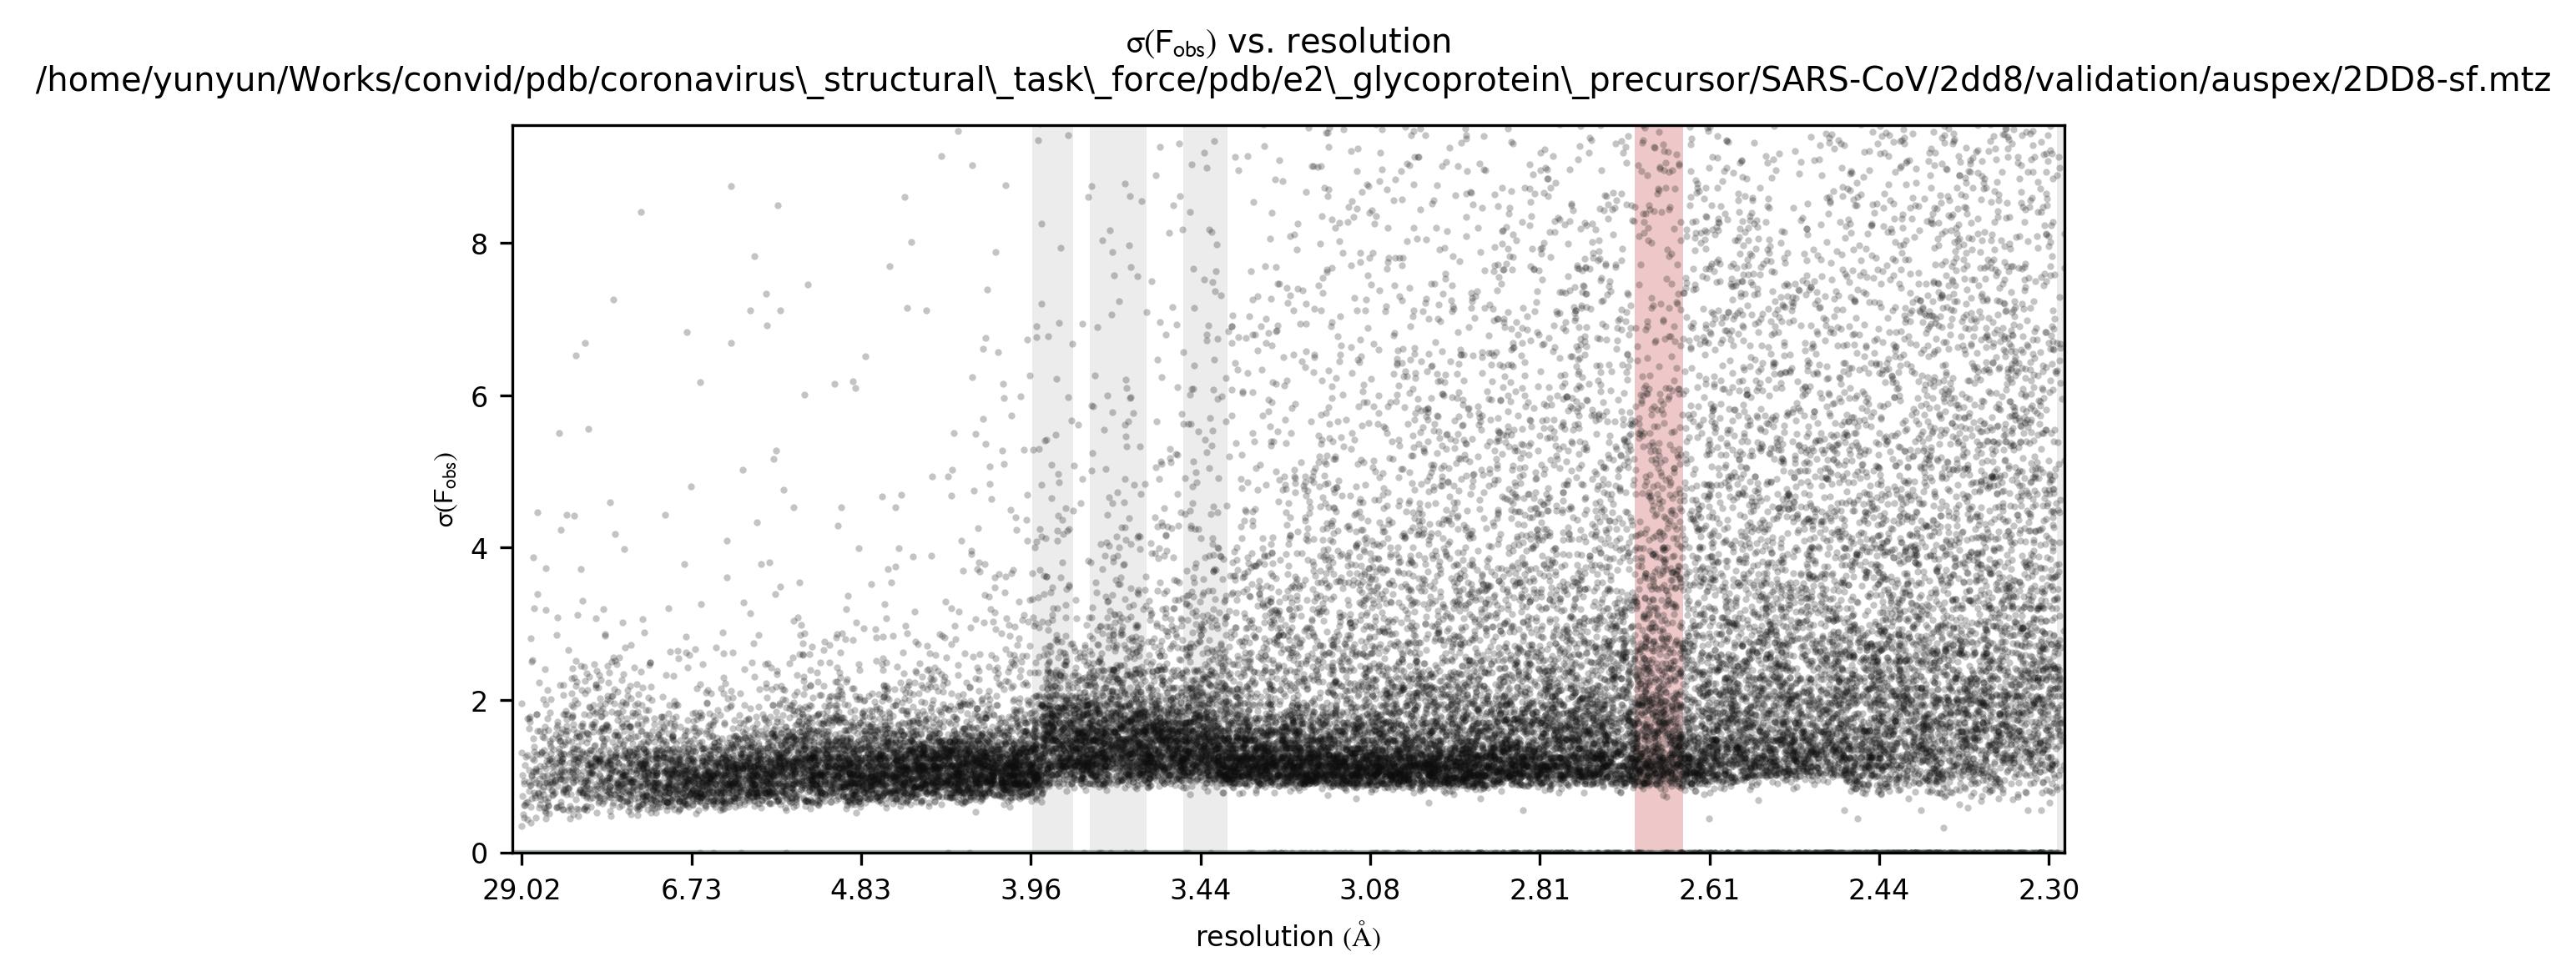 σ(Fobs) vs. resolution
/home/yunyun/Works/convid/pdb/coronavirus\_structural\_task\_force/pdb/e2\_glycoprotein\_precursor/SARS-CoV/2dd8/validation/auspex/2DD8-sf.mtz
8
6
σ(Fobs)
4
2
0
29.02 6.73 4.83 3.96 3.44 3.08 2.81 2.61 2.44 2.30
resolution (Å)